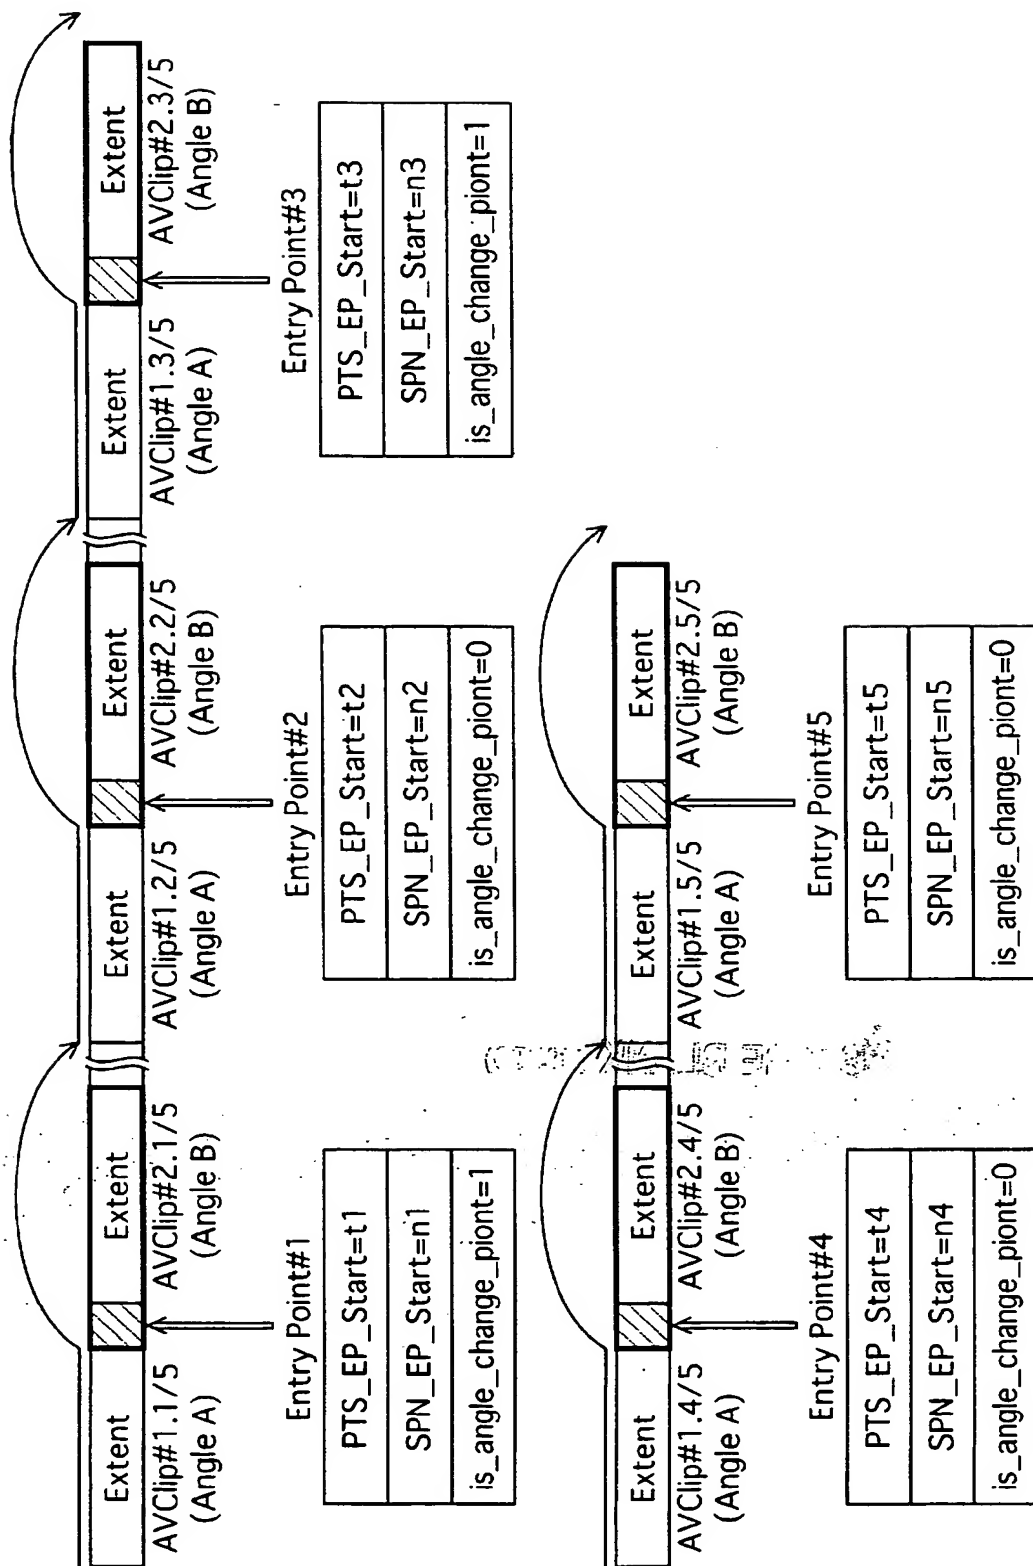 Extent
AVClip#1.1/5
(Angle A)
Extent
AVClip#2.1/5
(Angle B)
Extent
AVClip#1.2/5
(Angle A)
Extent
AVClip#2.2/5
(Angle B)
Extent
AVClip#1.3/5
(Angle A)
Extent
AVClip#2.3/5
(Angle B)
Entry Point#1
PTS_EP_Start=t1
SPN_EP_Start=n1
is_angle_change_piont=1
Entry Point#2
PTS_EP_Start=t2
SPN_EP_Start=n2
is_angle_change_piont=0
Entry Point#3
PTS_EP_Start=t3
SPN_EP_Start=n3
is_angle_change_piont=1
Extent
AVClip#1.4/5
(Angle A)
Extent
AVClip#2.4/5
(Angle B)
Extent
AVClip#1.5/5
(Angle A)
Extent
AVClip#2.5/5
(Angle B)
Entry Point#4
PTS_EP_Start=t4
SPN_EP_Start=n4
is_angle_change_piont=0
Entry Point#5
PTS_EP_Start=t5
SPN_EP_Start=n5
is_angle_change_piont=0